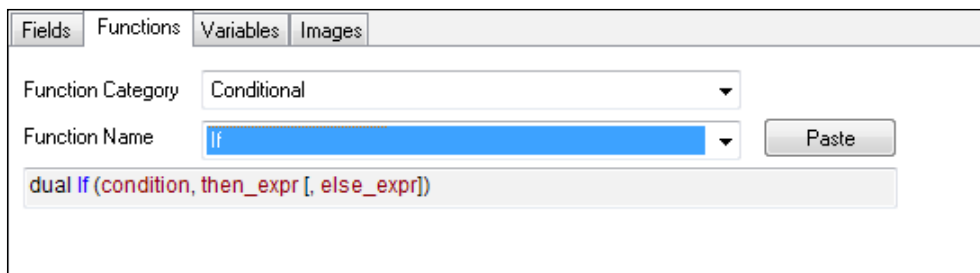 Fields Functions Variables Images
Function Category Conditional
Function Name If Paste
dual If (condition, then_expr [, else_expr])